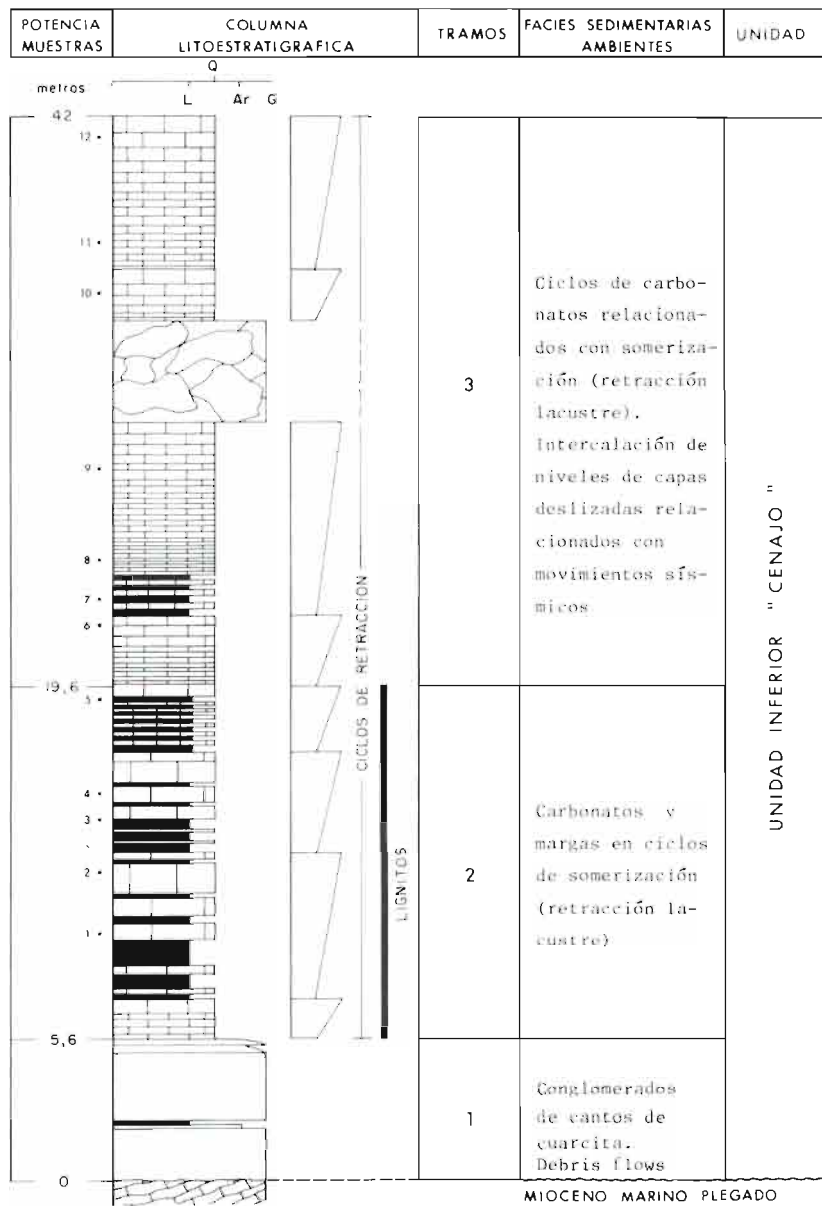 POTENCIA
MUESTRAS
COLUMNA
LITOESTRATIGRAFICA
TRAMOS
FACIES SEDIMENTARIAS
AMBIENTES
UNIDAD
Q
metros
L Ar G
42
12
11
10
9
8
7
6
19,6
5
4
3
2
1
5,6
0
CICLOS DE RETRACCION
LIGNITOS
3
Ciclos de carbo-
natos relaciona-
dos con someriza-
ción (retracción
lacustre).
Intercalación de
niveles de capas
deslizadas rela-
cionados con
movimientos sís-
micos
2
Carbonatos y
margas en ciclos
de somerización
(retracción la-
custre)
1
Conglomerados
de cantos de
cuarcita.
Debris flows
UNIDAD INFERIOR "CENAJO"
MIOCENO MARINO PLEGADO